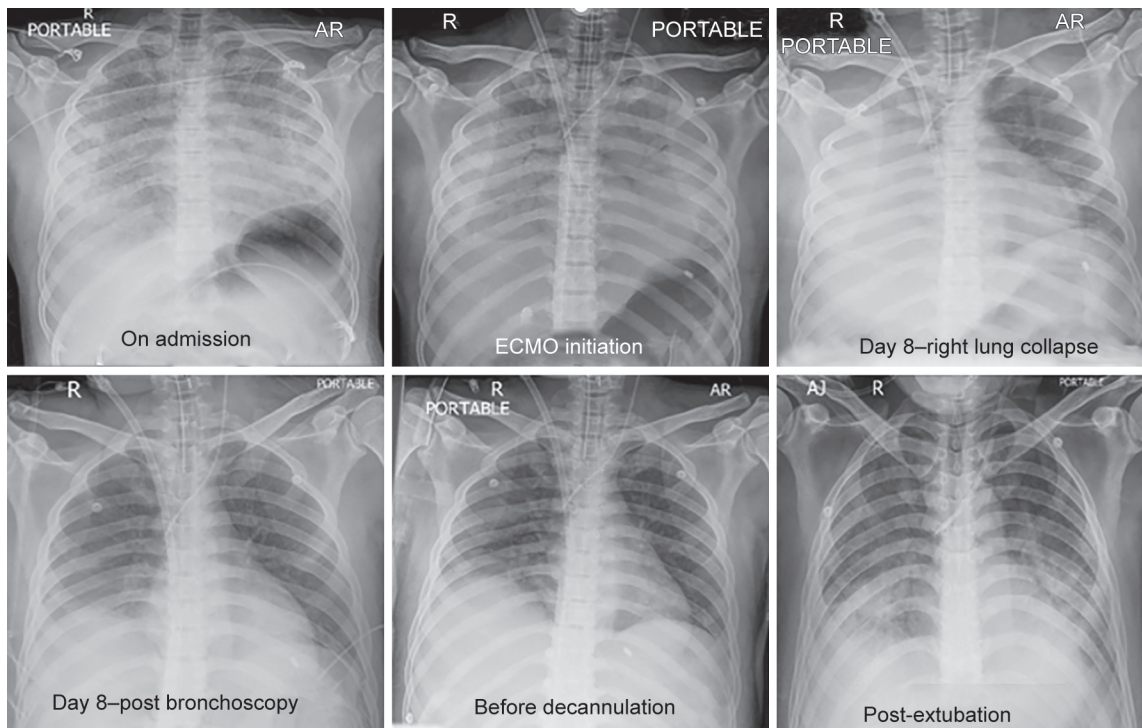 R
PORTABLE
AR
On admission
R
PORTABLE
ECMO initiation
R
PORTABLE
AR
Day 8–right lung collapse
R
PORTABLE
Day 8–post bronchoscopy
R
PORTABLE
AR
Before decannulation
AJ
R
PORTABLE
Post-extubation